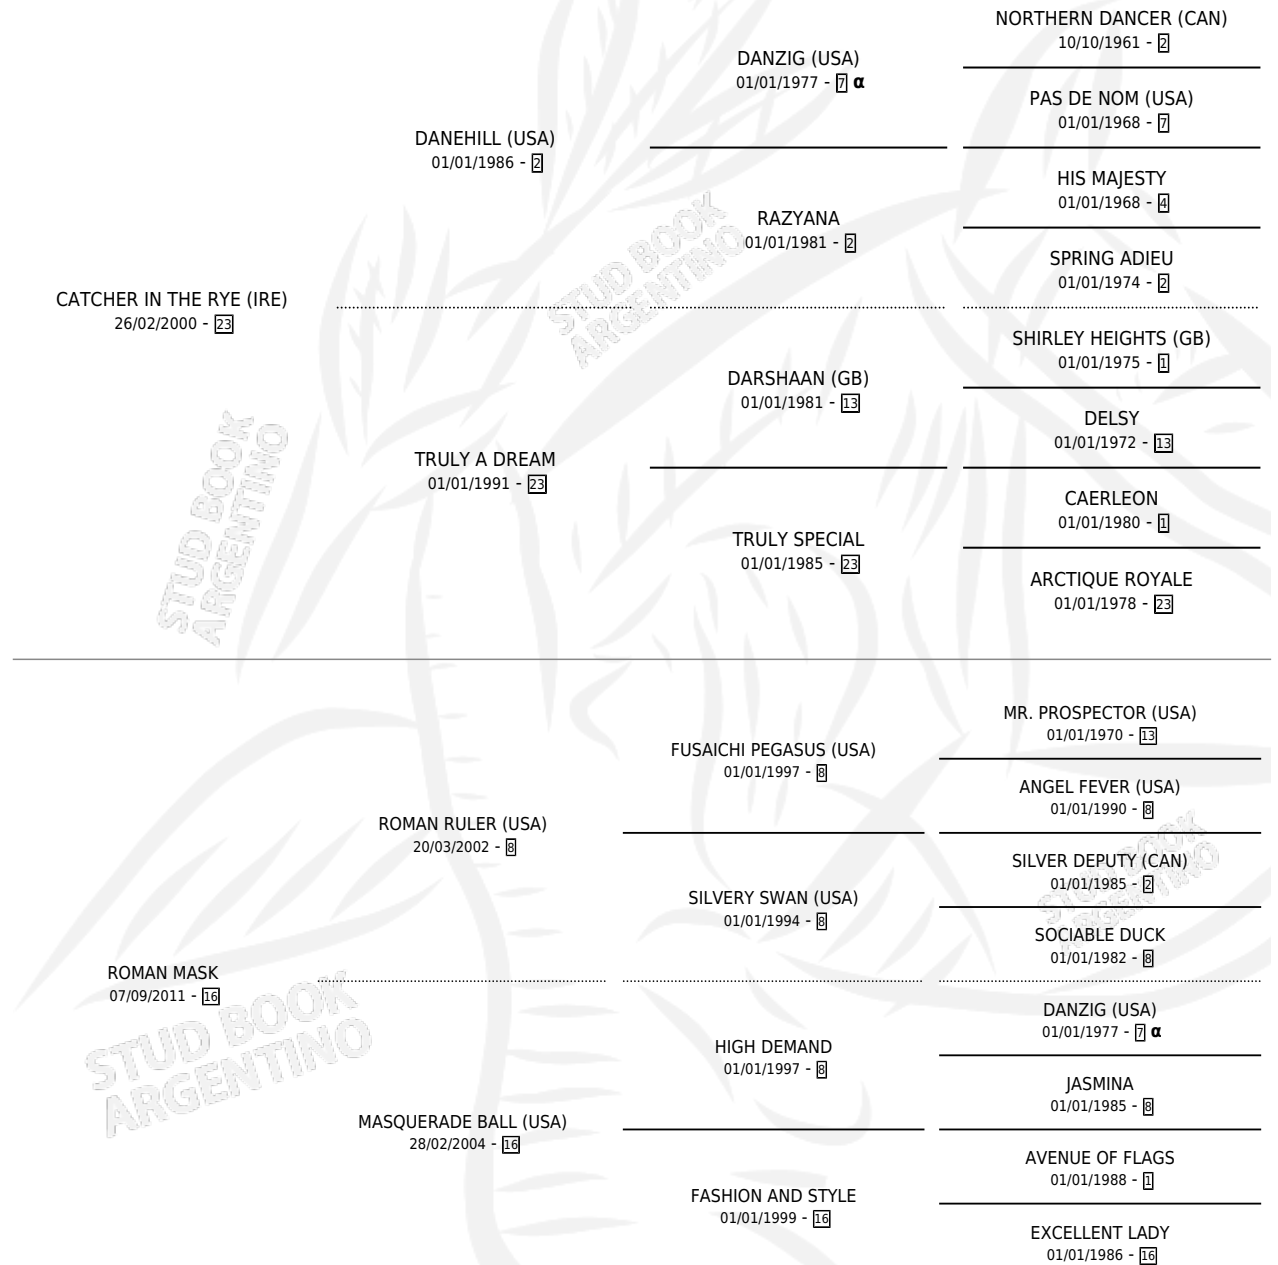 NORTHERN DANCER (CAN)
10/10/1961 - 2
DANZIG (USA)
01/01/1977 - 7 α
PAS DE NOM (USA)
01/01/1968 - 7
DANEHILL (USA)
01/01/1986 - 2
HIS MAJESTY
01/01/1968 - 4
RAZYANA
01/01/1981 - 2
SPRING ADIEU
01/01/1974 - 2
STUD BOOK
ARGENTINO
CATCHER IN THE RYE (IRE)
26/02/2000 - 23
SHIRLEY HEIGHTS (GB)
01/01/1975 - 1
DARSHAAN (GB)
01/01/1981 - 13
DELSY
01/01/1972 - 13
TRULY A DREAM
01/01/1991 - 23
CAERLEON
01/01/1980 - 1
TRULY SPECIAL
01/01/1985 - 23
ARCTIQUE ROYALE
01/01/1978 - 23
STUD BOOK
ARGENTINO
MR. PROSPECTOR (USA)
01/01/1970 - 13
FUSAICHI PEGASUS (USA)
01/01/1997 - 8
ANGEL FEVER (USA)
01/01/1990 - 8
ROMAN RULER (USA)
20/03/2002 - 8
SILVER DEPUTY (CAN)
01/01/1985 - 2
SILVERY SWAN (USA)
01/01/1994 - 8
SOCIABLE DUCK
01/01/1982 - 8
STUD BOOK
ARGENTINO
ROMAN MASK
07/09/2011 - 16
DANZIG (USA)
01/01/1977 - 7 α
HIGH DEMAND
01/01/1997 - 8
JASMINA
01/01/1985 - 8
STUD BOOK
ARGENTINO
MASQUERADE BALL (USA)
28/02/2004 - 16
AVENUE OF FLAGS
01/01/1988 - 1
FASHION AND STYLE
01/01/1999 - 16
EXCELLENT LADY
01/01/1986 - 16